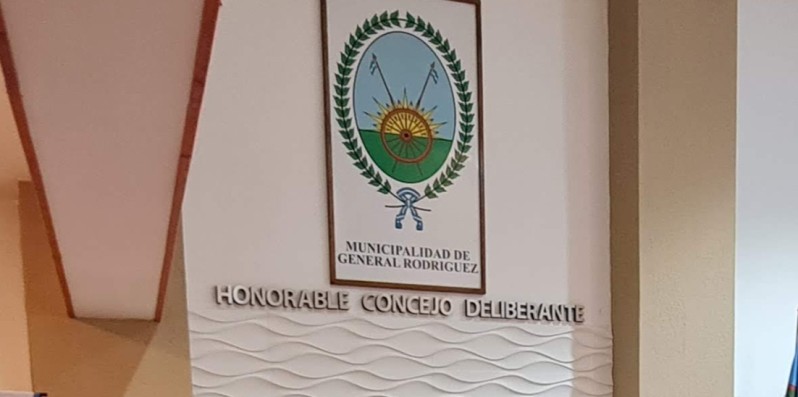 MUNICIPALIDAD DE
GENERAL RODRIGUEZ
HONORABLE CONCEJO DELIBERANTE